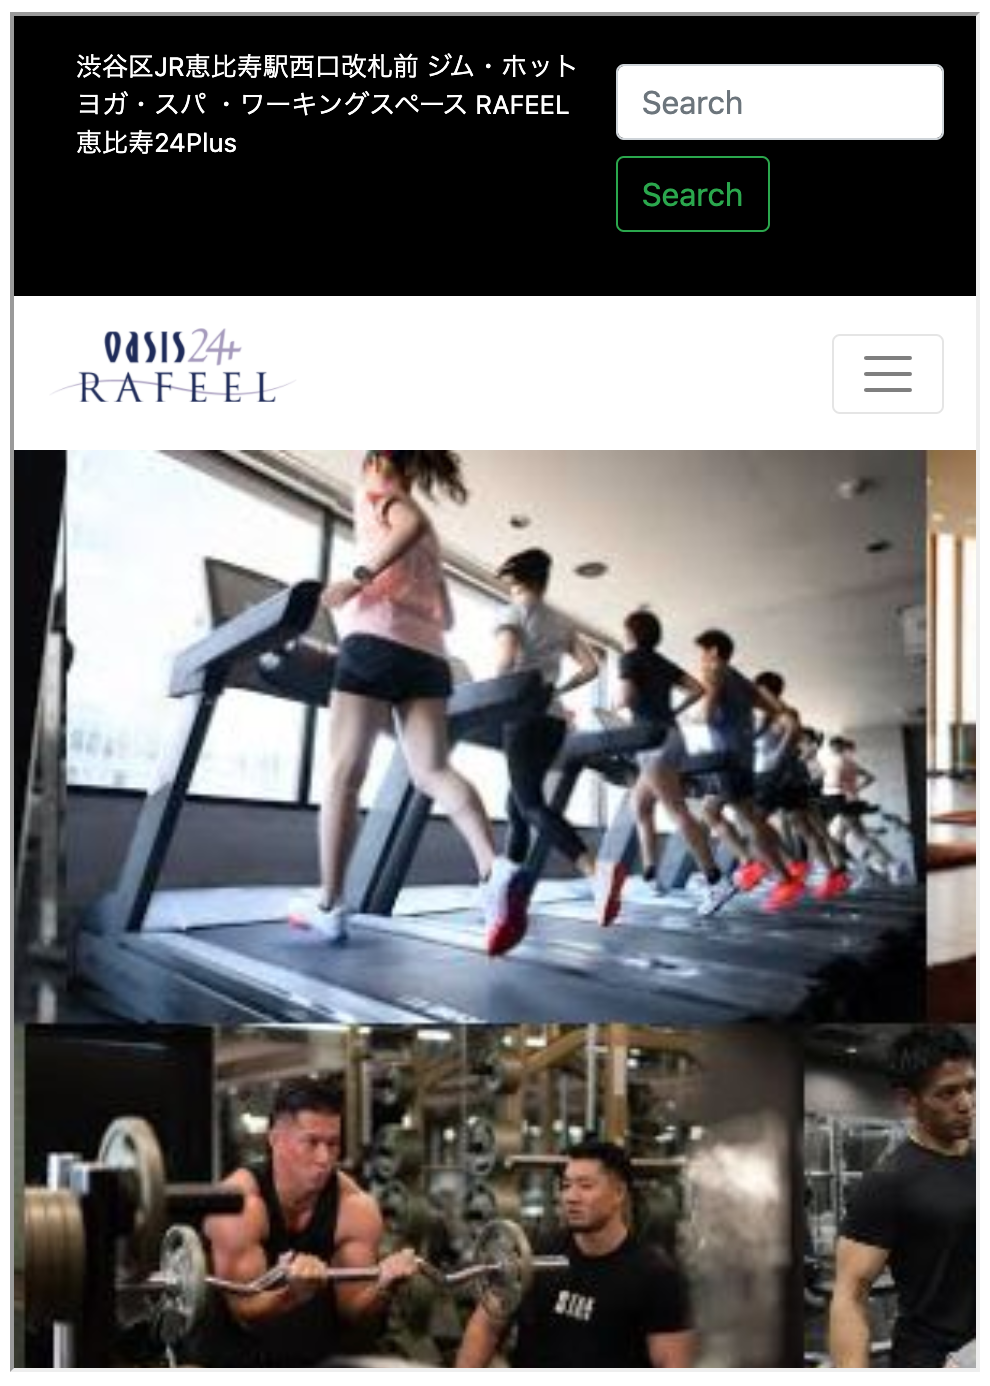 渋谷区JR恵比寿駅西口改札前 ジム・ホット
ヨガ・スパ ・ワーキングスペース RAFEEL
恵比寿24Plus
Search
Search
OASIS24+
RAFEEL